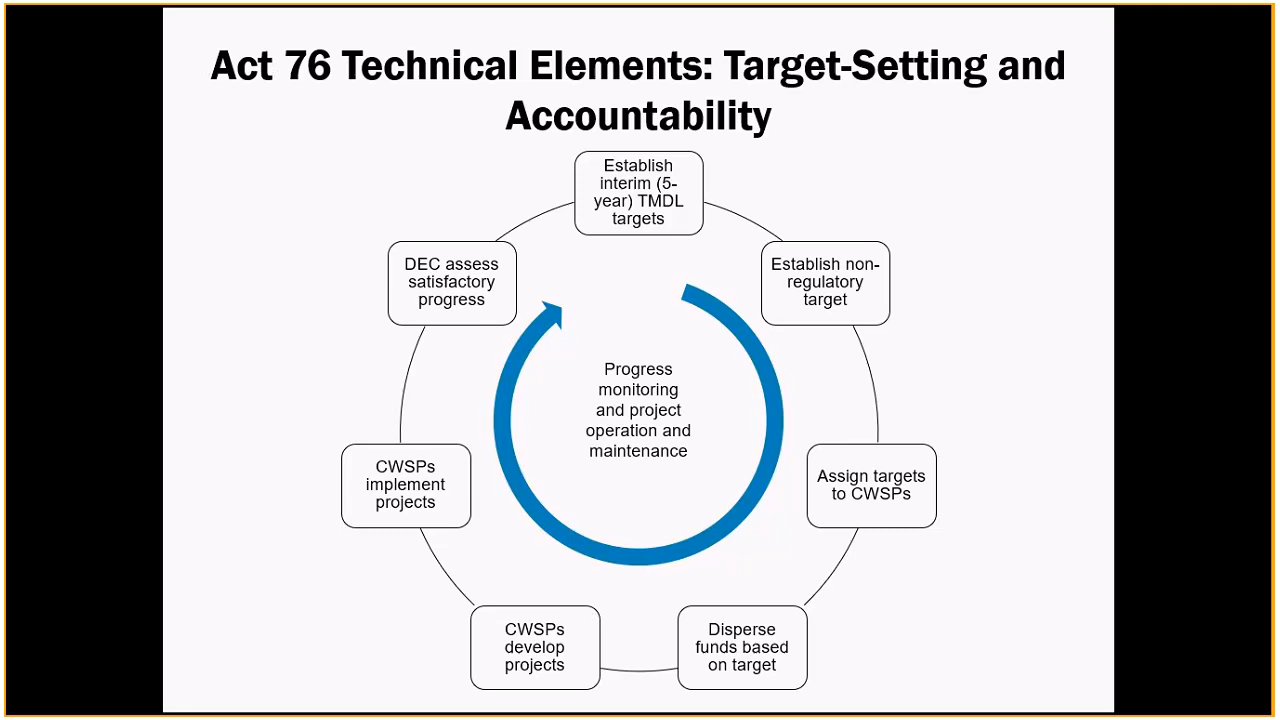 Act 76 Technical Elements: Target-Setting and
Accountability
Establish
interim (5-
year) TMDL
targets
Establish non-
regulatory
target
Assign targets
to CWSPs
Disperse
funds based
on target
CWSPs
develop
projects
CWSPs
implement
projects
DEC assess
satisfactory
progress
Progress
monitoring
and project
operation and
maintenance